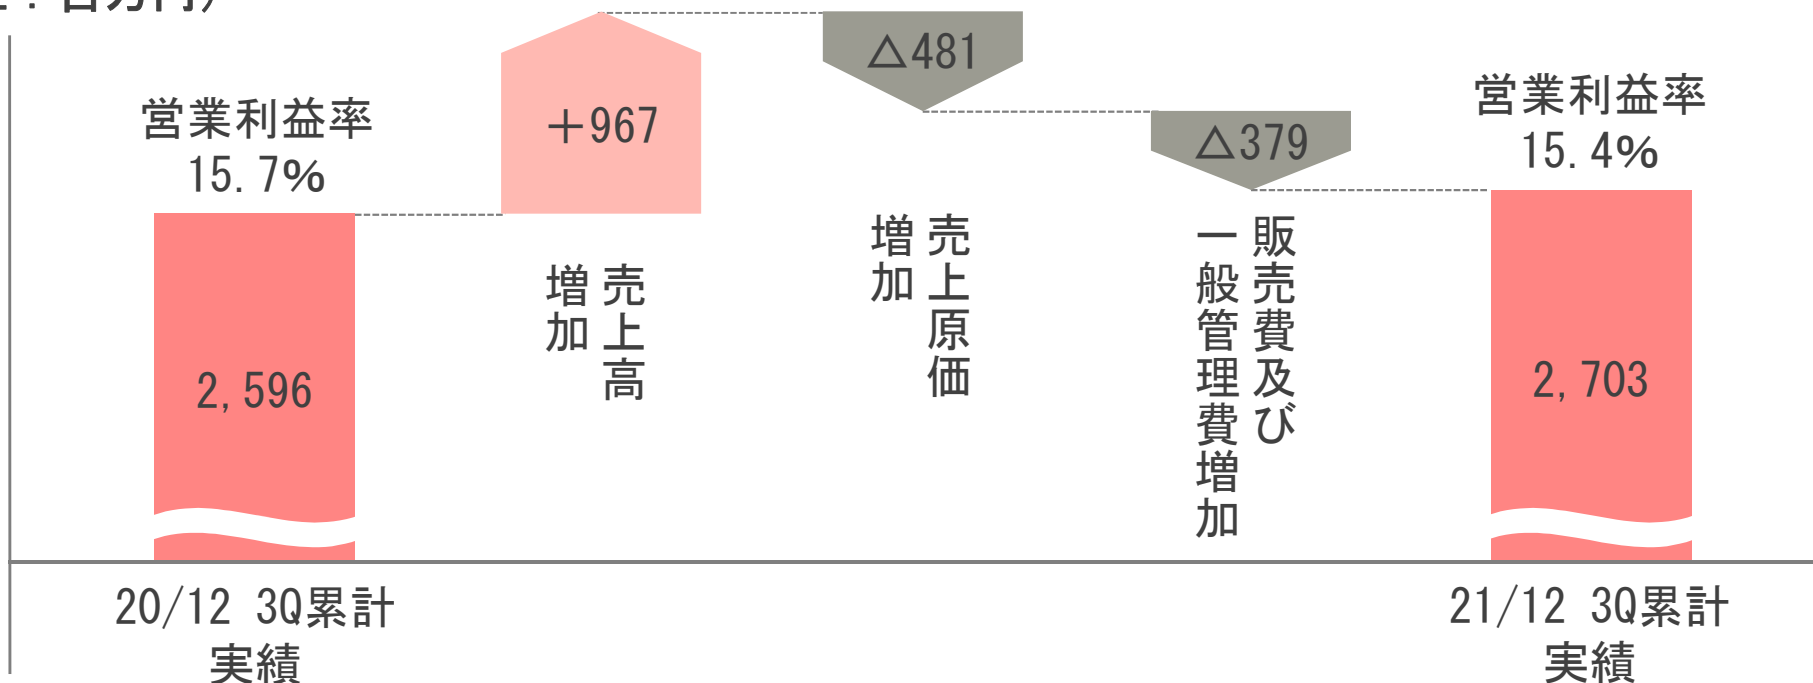 ：百万円）
営業利益率
15.7%
2,596
＋967
売上高
増加
△481
売上原価
増加
△379
販売費及び
一般管理費増加
営業利益率
15.4%
2,703
20/12 3Q累計
実績
21/12 3Q累計
実績